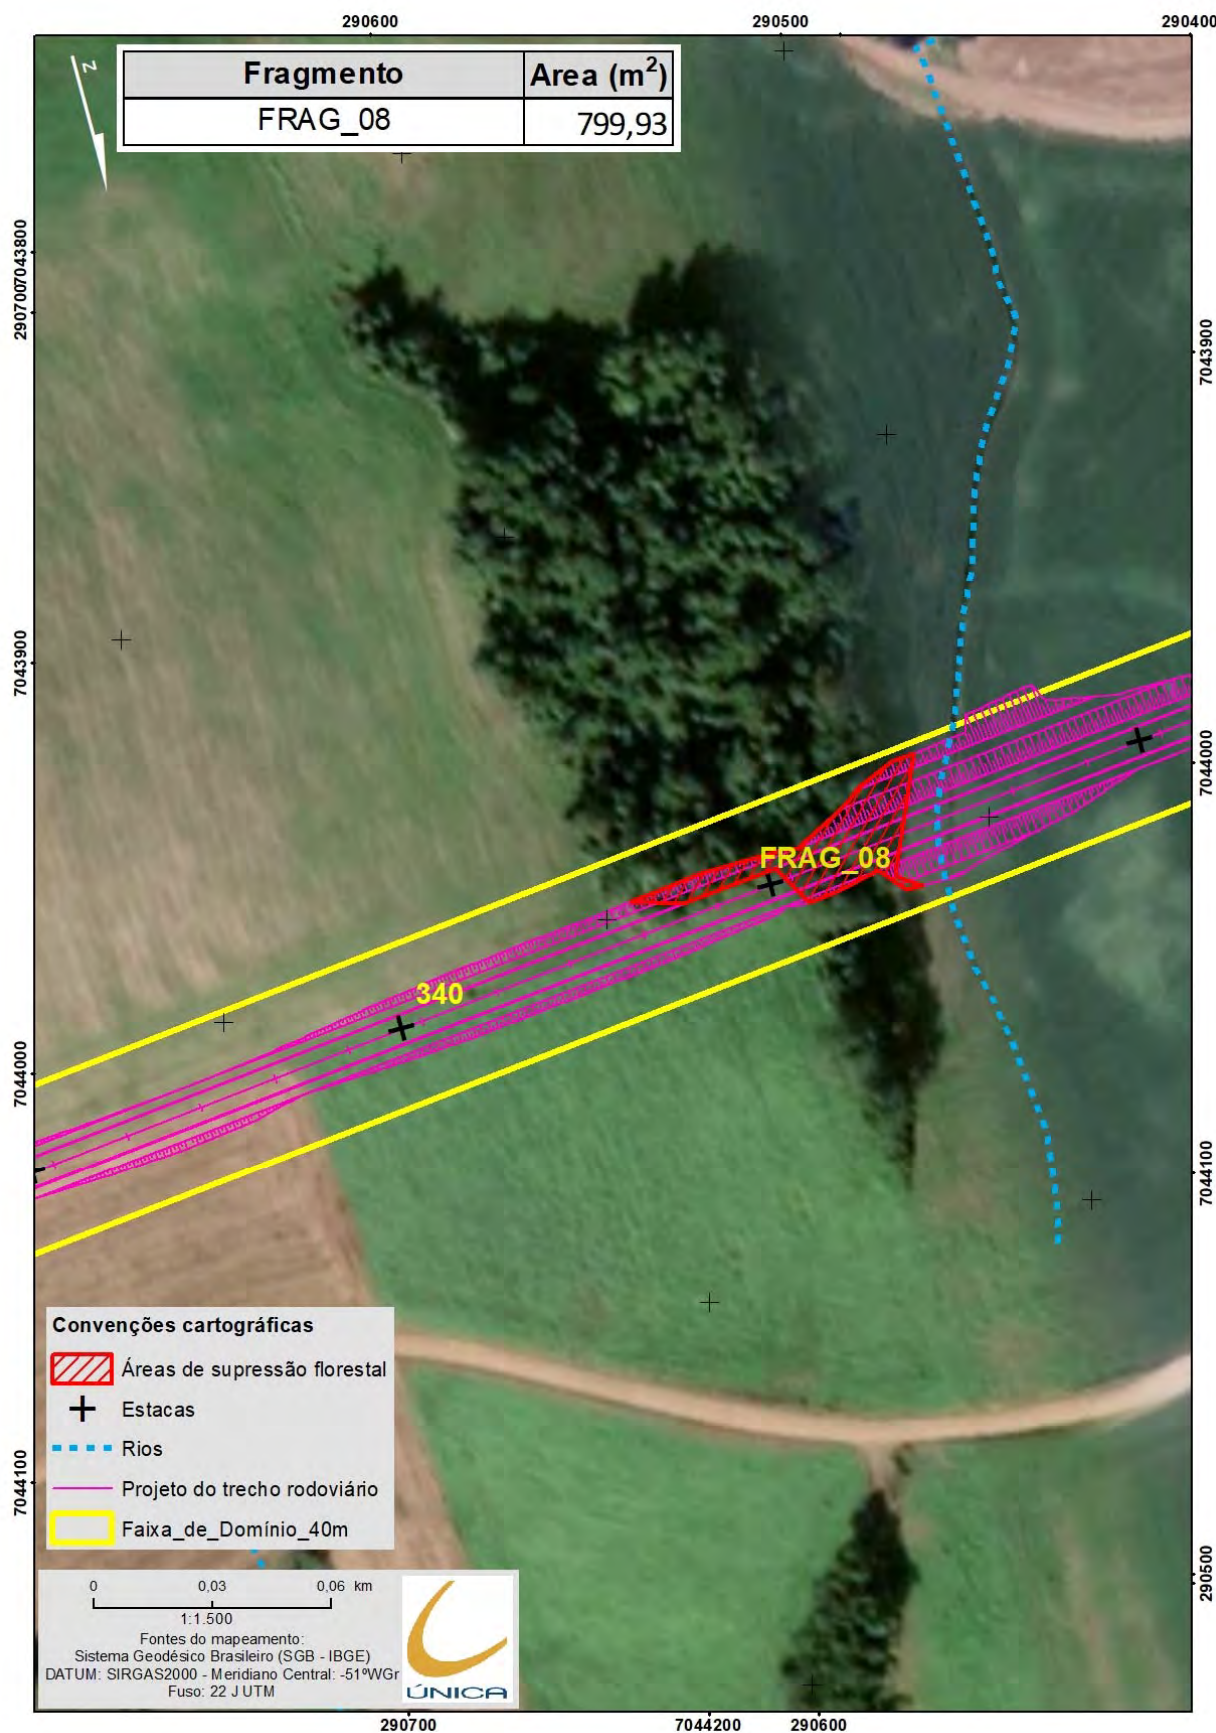 290600 290500 290400
Z
Fragmento Area (m²)
FRAG_08 799,93
7043800
290700
7043900
7043900
7044000
FRAG_08
340
7044000
7044100
Convenções cartográficas
Áreas de supressão florestal
Estacas
Rios
Projeto do trecho rodoviário
Faixa_de_Domínio_40m
7044100
290500
0 0,03 0,06 km
1:1.500
Fontes do mapeamento:
Sistema Geodésico Brasileiro (SGB - IBGE)
DATUM: SIRGAS2000 - Meridiano Central: -51ºWGr
Fuso: 22 J UTM
ÚNICA
290700 7044200 290600